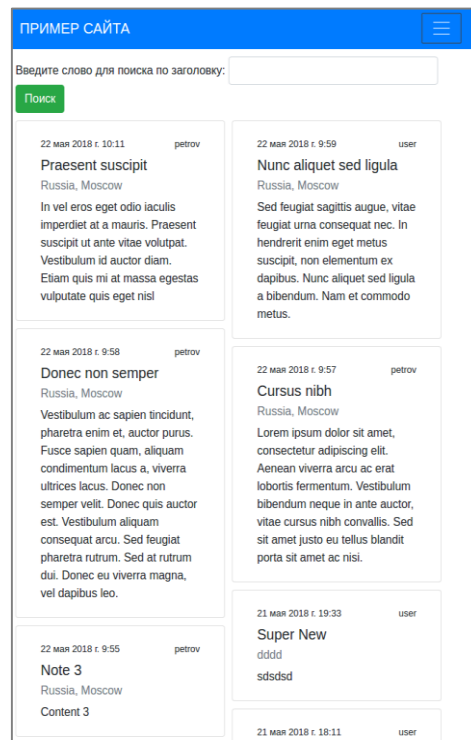 ПРИМЕР САЙТА
Введите слово для поиска по заголовку:
Поиск
22 мая 2018 г. 10:11 petrov
Praesent suscipit
Russia, Moscow
In vel eros eget odio iaculis
imperdiet at a mauris. Praesent
suscipit ut ante vitae volutpat.
Vestibulum id auctor diam.
Etiam quis mi at massa egestas
vulputate quis eget nisl
22 мая 2018 г. 9:58 petrov
Donec non semper
Russia, Moscow
Vestibulum ac sapien tincidunt,
pharetra enim et, auctor purus.
Fusce sapien quam, aliquam
condimentum lacus a, viverra
ultrices lacus. Donec non
semper velit. Donec quis auctor
est. Vestibulum aliquam
consequat arcu. Sed feugiat
pharetra rutrum. Sed at rutrum
dui. Donec eu viverra magna,
vel dapibus leo.
22 мая 2018 г. 9:55 petrov
Note 3
Russia, Moscow
Content 3
22 мая 2018 г. 9:59 user
Nunc aliquet sed ligula
Russia, Moscow
Sed feugiat sagittis augue, vitae
feugiat urna consequat nec. In
hendrerit enim eget metus
suscipit, non elementum ex
dapibus. Nunc aliquet sed ligula
a bibendum. Nam et commodo
metus.
22 мая 2018 г. 9:57 petrov
Cursus nibh
Russia, Moscow
Lorem ipsum dolor sit amet,
consectetur adipiscing elit.
Aenean viverra arcu ac erat
lobortis fermentum. Vestibulum
bibendum neque in ante auctor,
vitae cursus nibh convallis. Sed
sit amet justo eu tellus blandit
porta sit amet ac nisi.
21 мая 2018 г. 19:33 user
Super New
dddd
sdsdsd
21 мая 2018 г. 18:11 user